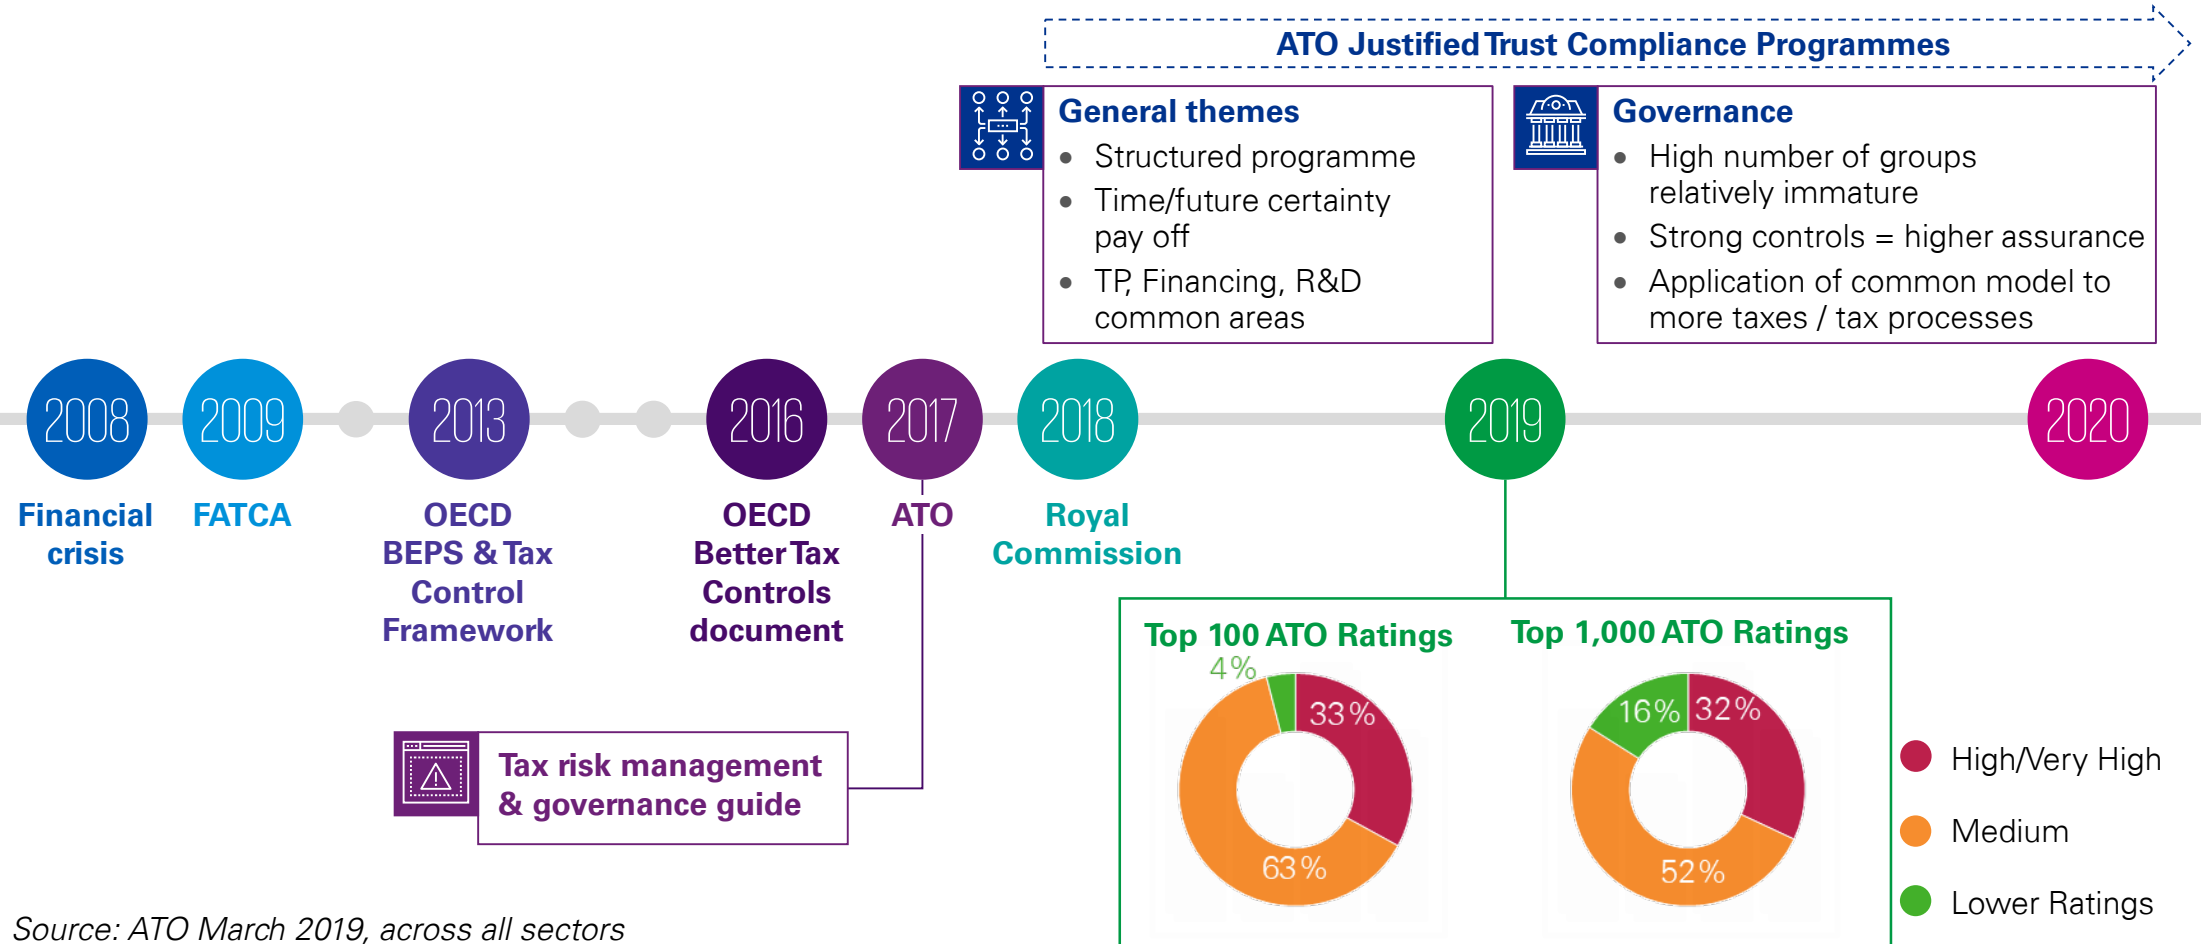 ATO Justified Trust Compliance Programmes
General themes
• Structured programme
• Time/future certainty
pay off
• TP, Financing, R&D
common areas
Governance
• High number of groups
relatively immature
• Strong controls = higher assurance
• Application of common model to
more taxes / tax processes
2008
2009
2013
2016
2017
2018
2019
2020
Financial
crisis
FATCA
OECD
BEPS & Tax
Control
Framework
OECD
Better Tax
Controls
document
ATO
Royal
Commission
Tax risk management
& governance guide
Top 100 ATO Ratings
4%
33%
63%
Top 1,000 ATO Ratings
16%
32%
52%
High/Very High
Medium
Lower Ratings
Source: ATO March 2019, across all sectors